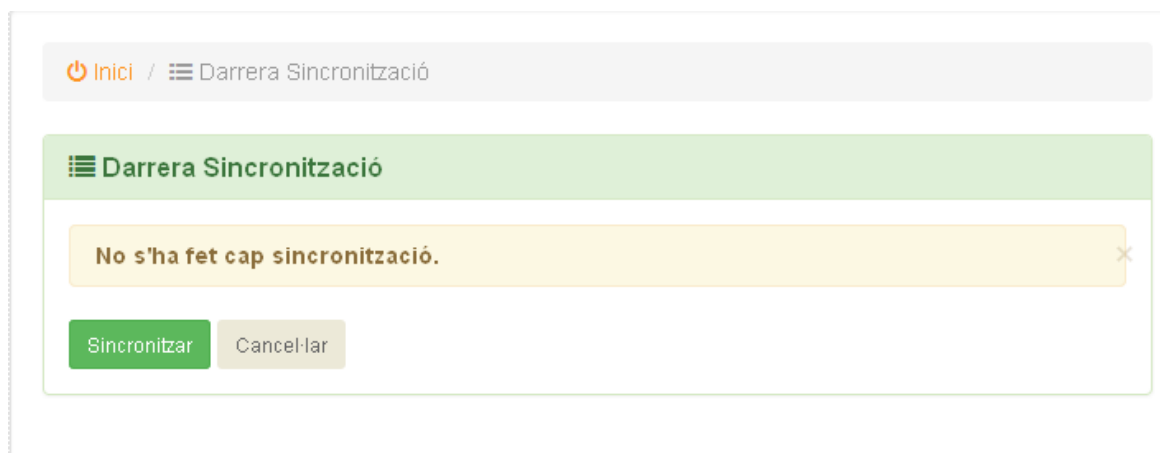 Inici / Darrera Sincronització
Darrera Sincronització
No s'ha fet cap sincronització.
×
Sincronitzar Cancel·lar